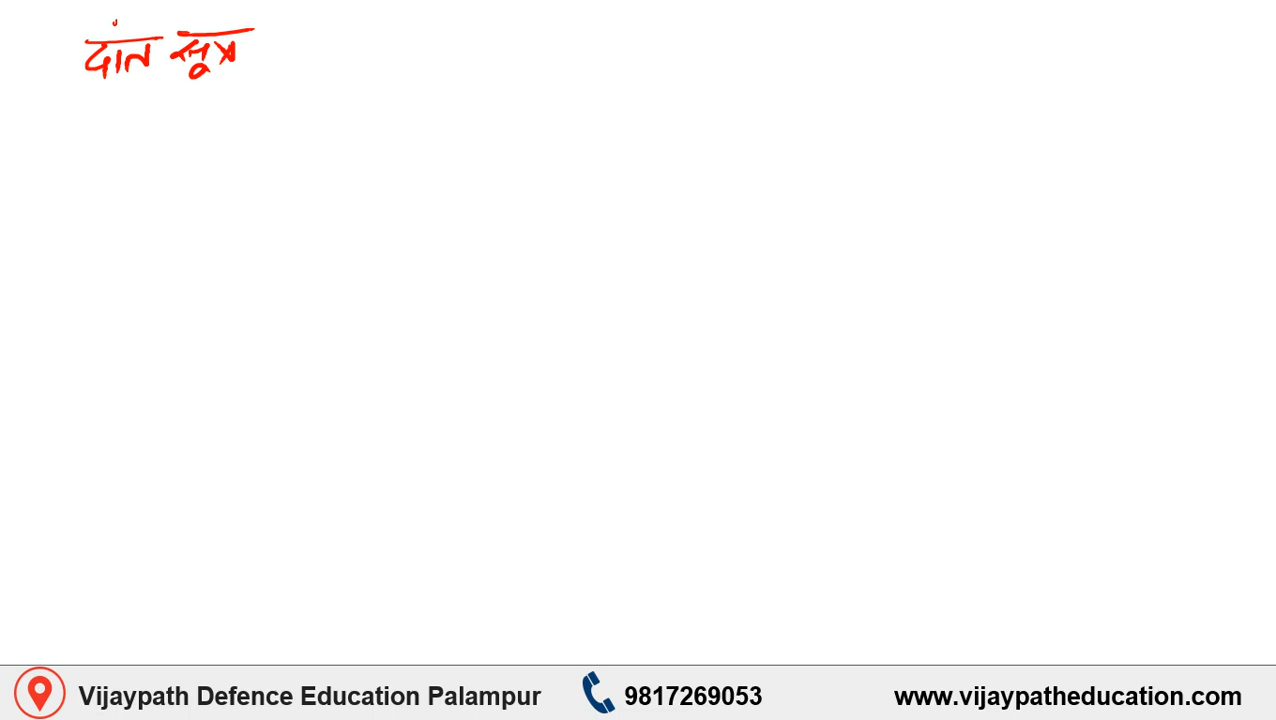 दांत सूत्र
Vijaypath Defence Education Palampur 9817269053 www.vijaypatheducation.com